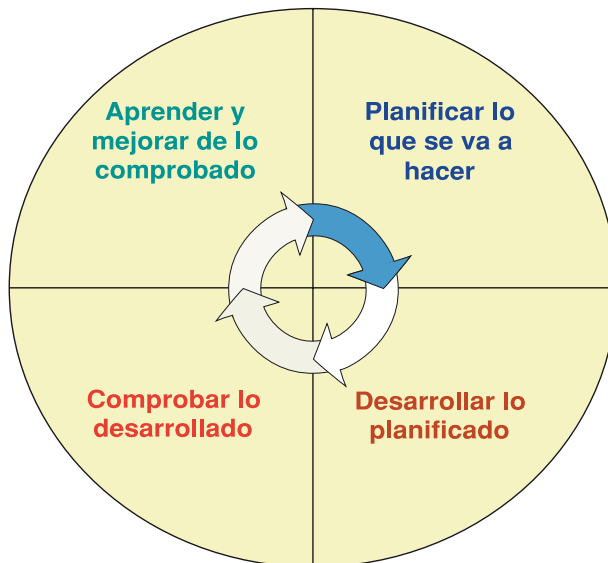 Aprender y
mejorar de lo
comprobado
Planificar lo
que se va a
hacer
Comprobar lo
desarrollado
Desarrollar lo
planificado